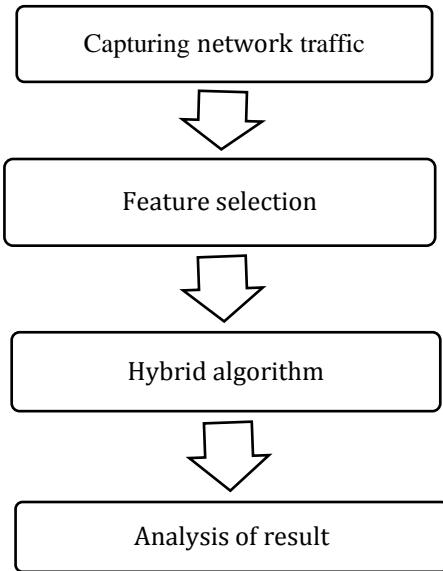 Capturing network traffic
Feature selection
Hybrid algorithm
Analysis of result